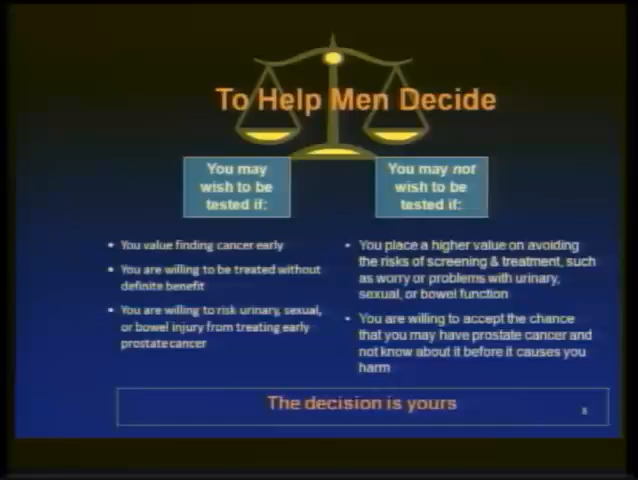 To Help Men Decide
You may
wish to be
tested if:
You may not
wish to be
tested if:
• You value finding cancer early
• You are willing to be treated without
definite benefit
• You are willing to risk urinary, sexual,
or bowel injury from treating early
prostate cancer
• You place a higher value on avoiding
the risks of screening & treatment, such
as worry or problems with urinary,
sexual, or bowel function
• You are willing to accept the chance
that you may have prostate cancer and
not know about it before it causes you
harm
The decision is yours